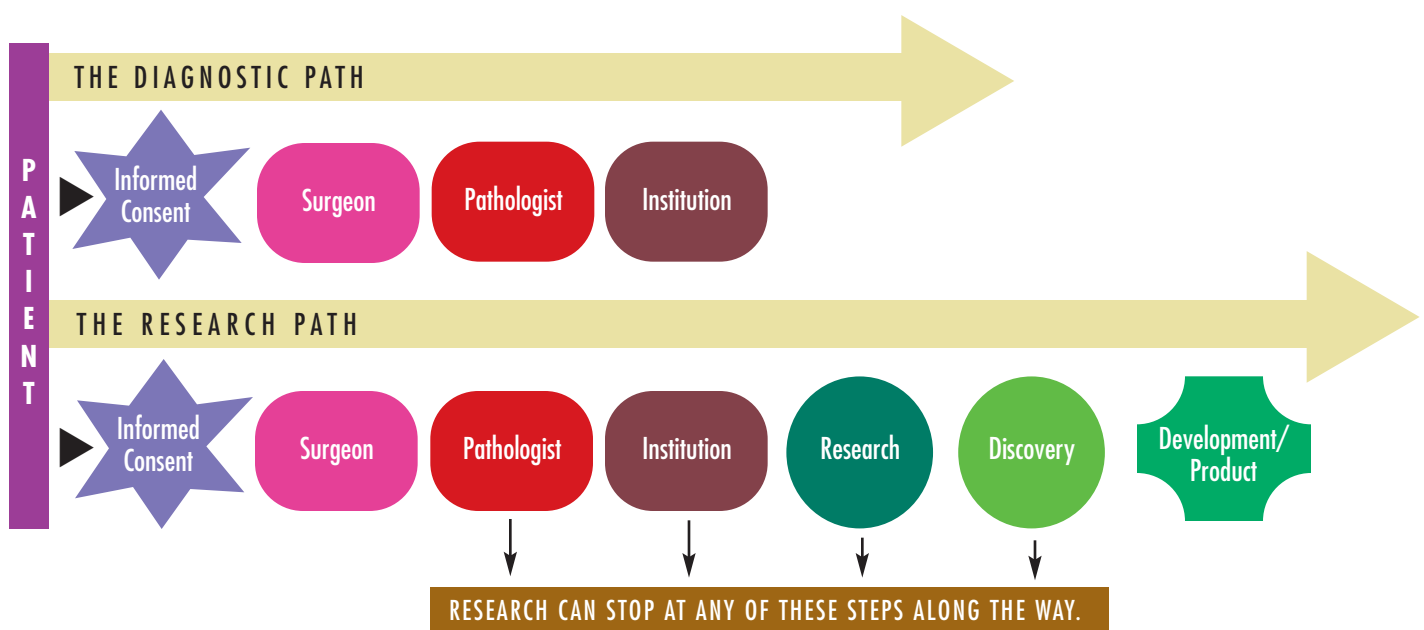 PATIENT
THE DIAGNOSTIC PATH
Informed
Consent
Surgeon
Pathologist
Institution
THE RESEARCH PATH
Informed
Consent
Surgeon
Pathologist
Institution
Research
Discovery
Development/
Product
RESEARCH CAN STOP AT ANY OF THESE STEPS ALONG THE WAY.